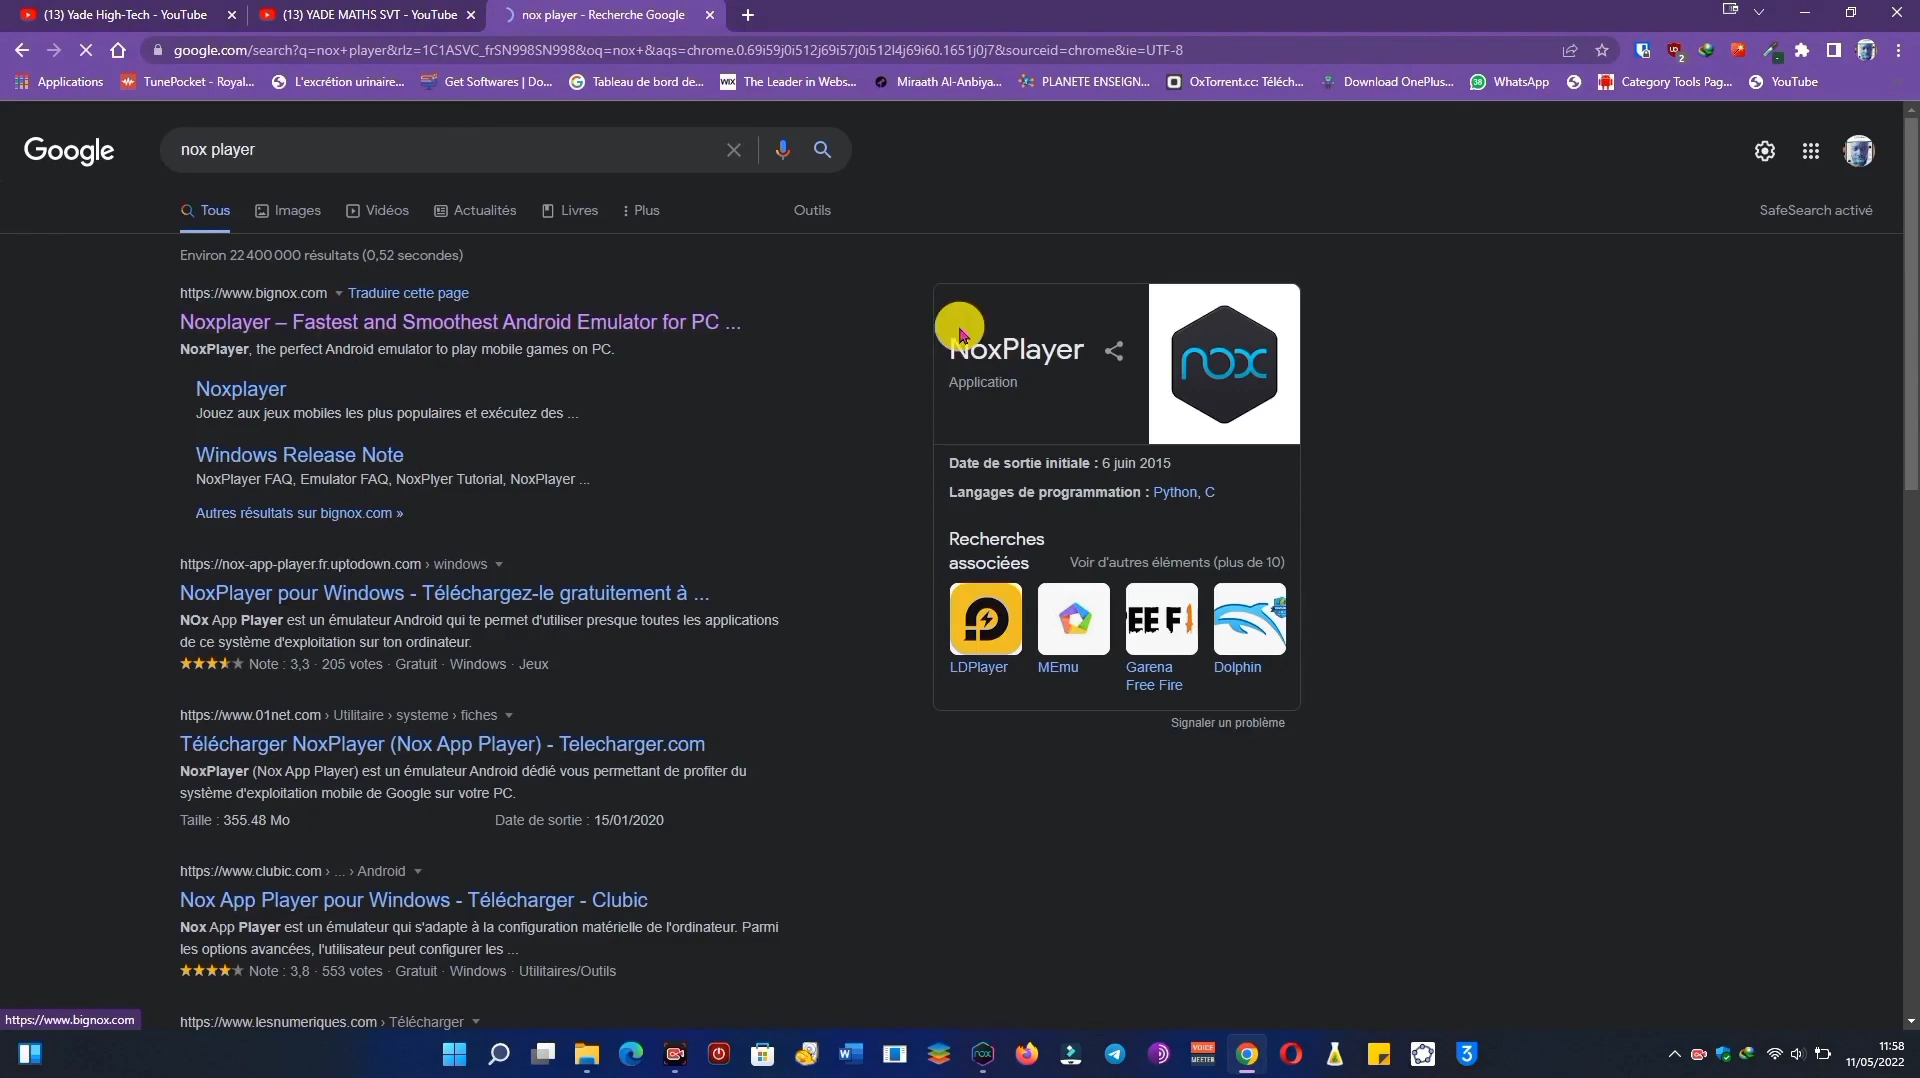 (13) Yade High-Tech - YouTube
(13) YADE MATHS SVT - YouTube
nox player - Recherche Google
google.com/search?q=nox+player&rlz=1C1ASVC_frSN998SN998&oq=nox+&aqs=chrome.0.69i59j0i512j69i57j0i512l4j69i60.1651j0j7&sourceid=chrome&ie=UTF-8
Applications
TunePocket - Royal...
L'excrétion urinaire...
Get Softwares | Do...
Tableau de bord de...
WIX
The Leader in Webs...
Miraath Al-Anbiya...
PLANETE ENSEIGN...
OxTorrent.cc: Téléch...
Download OnePlus...
WhatsApp
Category Tools Pag...
YouTube
Google
nox player
Tous
Images
Vidéos
Actualités
Livres
Plus
Outils
SafeSearch activé
Environ 22 400 000 résultats (0,52 secondes)
https://www.bignox.com
Traduire cette page
Noxplayer – Fastest and Smoothest Android Emulator for PC ...
NoxPlayer, the perfect Android emulator to play mobile games on PC.
Noxplayer
Jouez aux jeux mobiles les plus populaires et exécutez des ...
Windows Release Note
NoxPlayer FAQ, Emulator FAQ, NoxPlyer Tutorial, NoxPlayer ...
Autres résultats sur bignox.com »
https://nox-app-player.fr.uptodown.com › windows
NoxPlayer pour Windows - Téléchargez-le gratuitement à ...
NOx App Player est un émulateur Android qui te permet d'utiliser presque toutes les applications
de ce système d'exploitation sur ton ordinateur.
Note : 3,3 · 205 votes · Gratuit · Windows · Jeux
https://www.01net.com › Utilitaire › systeme › fiches
Télécharger NoxPlayer (Nox App Player) - Telecharger.com
NoxPlayer (Nox App Player) est un émulateur Android dédié vous permettant de profiter du
système d'exploitation mobile de Google sur votre PC.
Taille : 355.48 Mo
Date de sortie : 15/01/2020
https://www.clubic.com › ... › Android
Nox App Player pour Windows - Télécharger - Clubic
Nox App Player est un émulateur qui s'adapte à la configuration matérielle de l'ordinateur. Parmi
les options avancées, l'utilisateur peut configurer les ...
Note : 3,8 · 553 votes · Gratuit · Windows · Utilitaires/Outils
https://www.lesnumeriques.com › Télécharger
NoxPlayer
Application
nox
Date de sortie initiale : 6 juin 2015
Langages de programmation : Python, C
Recherches
associées
Voir d'autres éléments (plus de 10)
EE FI
LDPlayer
MEmu
Garena
Free Fire
Dolphin
Signaler un problème
https://www.bignox.com
VOICE
MEETER
11:58
11/05/2022